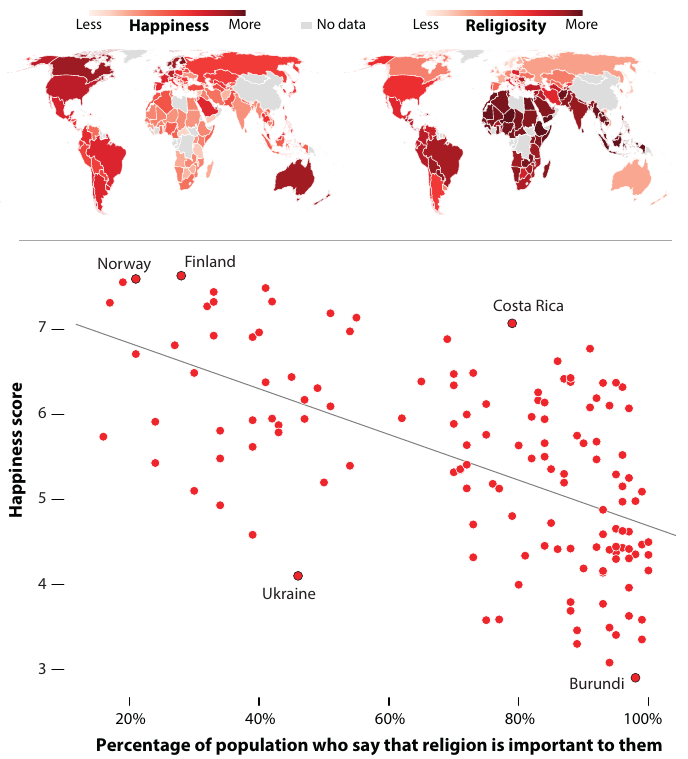 Less Happiness More
No data
Less Religiosity More
Norway
Finland
Costa Rica
7
6
Happiness score
5
4
Ukraine
3
Burundi
20% 40% 60% 80% 100%
Percentage of population who say that religion is important to them